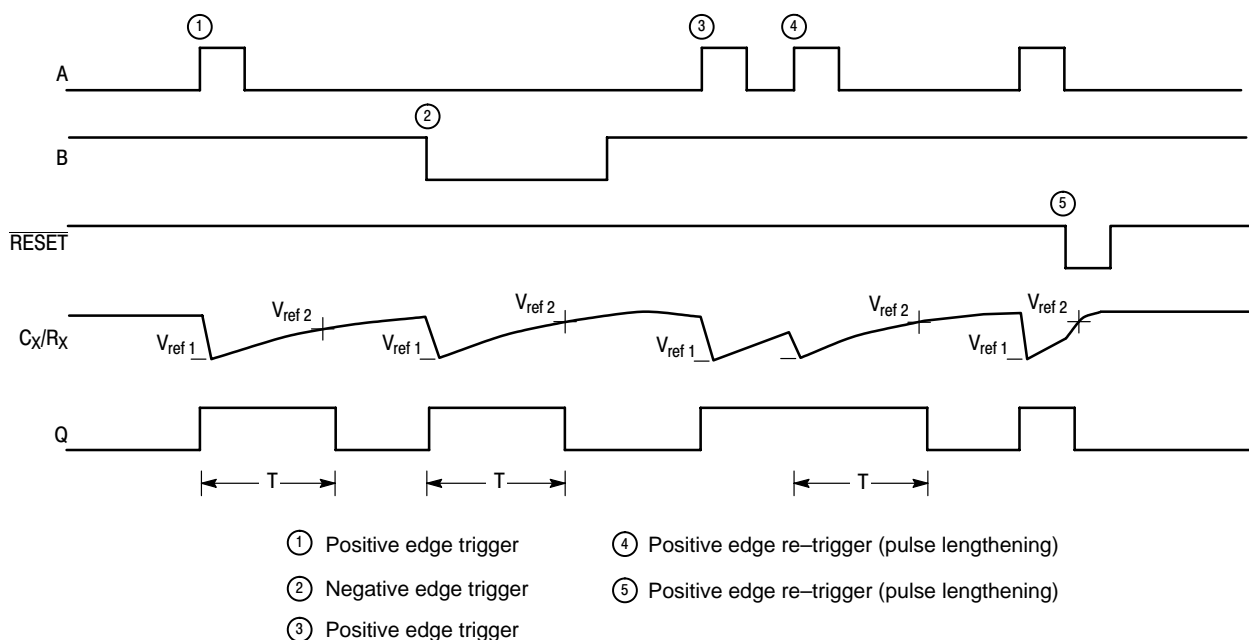 1 3 4
A
2
B
5
RESET
CX/RX Vref 1 Vref 2 Vref 1 Vref 2 Vref 1 Vref 2 Vref 1 Vref 2
Q
T T T
1 Positive edge trigger
2 Negative edge trigger
3 Positive edge trigger
4 Positive edge re–trigger (pulse lengthening)
5 Positive edge re–trigger (pulse lengthening)